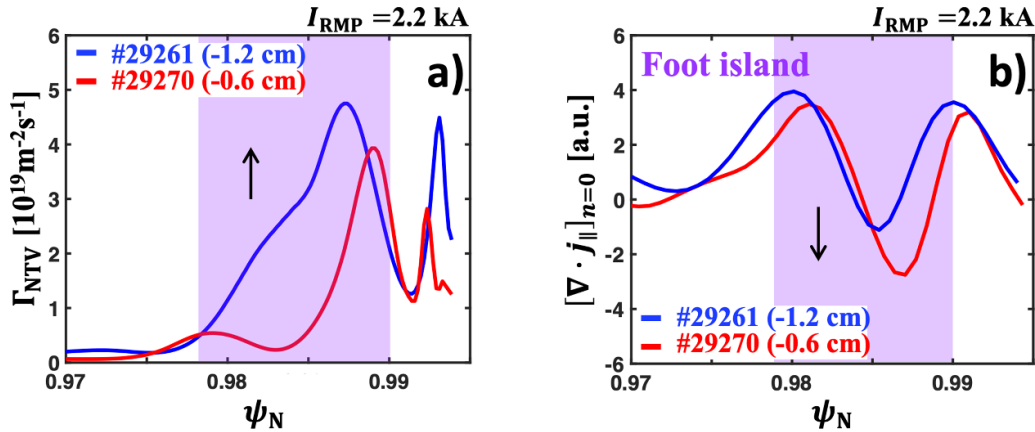 I_RMP =2.2 kA
#29261 (-1.2 cm)
#29270 (-0.6 cm)
a)
Γ_NTV [10^19 m^-2 s^-1]
6
5
4
3
2
1
0
0.97
0.98
0.99
ψ_N
I_RMP =2.2 kA
Foot island
b)
[∇ · j_∥]_n=0 [a.u.]
6
4
2
0
-2
-4
-6
#29261 (-1.2 cm)
#29270 (-0.6 cm)
0.97
0.98
0.99
ψ_N